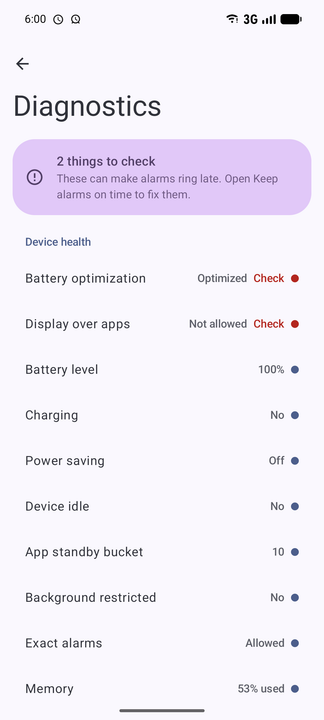 6:00
3G
Diagnostics
2 things to check
These can make alarms ring late. Open Keep
alarms on time to fix them.
Device health
Battery optimization Optimized Check
Display over apps Not allowed Check
Battery level 100%
Charging No
Power saving Off
Device idle No
App standby bucket 10
Background restricted No
Exact alarms Allowed
Memory 53% used